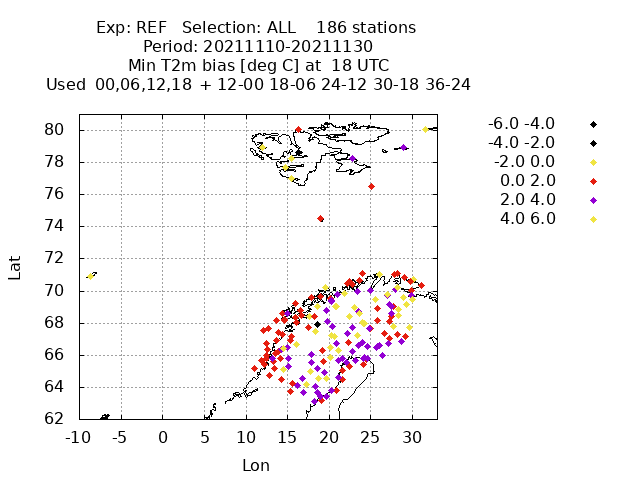 Exp: REF   Selection: ALL    186 stations
Period: 20211110-20211130
Min T2m bias [deg C] at  18 UTC
Used  00,06,12,18  + 12-00 18-06 24-12 30-18 36-24
-6.0 -4.0
-4.0 -2.0
-2.0 0.0
0.0 2.0
2.0 4.0
4.0 6.0
80
78
76
74
72
70
68
66
64
62
Lat
-10 -5 0 5 10 15 20 25 30
Lon